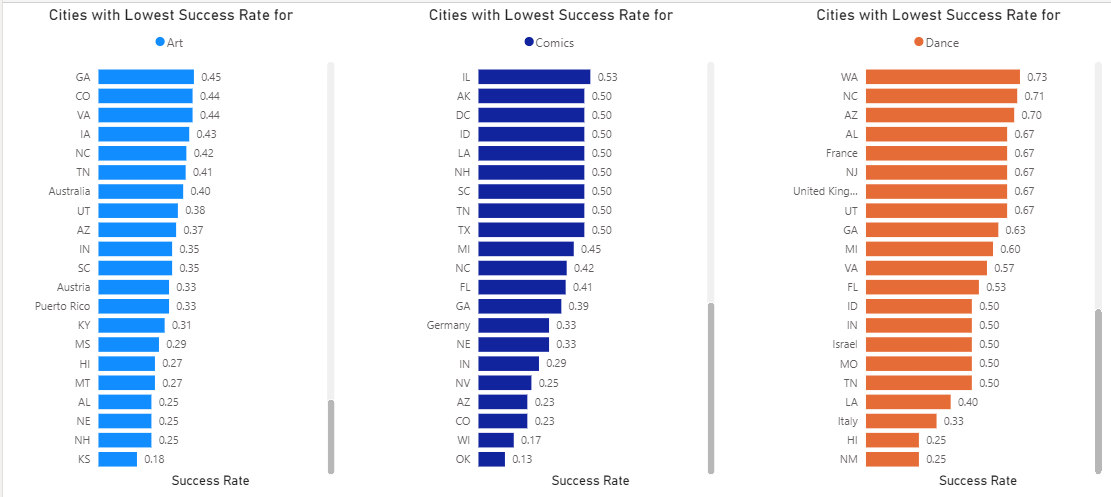 Cities with Lowest Success Rate for
Art
GA 0.45
CO 0.44
VA 0.44
IA 0.43
NC 0.42
TN 0.41
Australia 0.40
UT 0.38
AZ 0.37
IN 0.35
SC 0.35
Austria 0.33
Puerto Rico 0.33
KY 0.31
MS 0.29
HI 0.27
MT 0.27
AL 0.25
NE 0.25
NH 0.25
KS 0.18
Success Rate
Cities with Lowest Success Rate for
Comics
IL 0.53
AK 0.50
DC 0.50
ID 0.50
LA 0.50
NH 0.50
SC 0.50
TN 0.50
TX 0.50
MI 0.45
NC 0.42
FL 0.41
GA 0.39
Germany 0.33
NE 0.33
IN 0.29
NV 0.25
AZ 0.23
CO 0.23
WI 0.17
OK 0.13
Success Rate
Cities with Lowest Success Rate for
Dance
WA 0.73
NC 0.71
AZ 0.70
AL 0.67
France 0.67
NJ 0.67
United King... 0.67
UT 0.67
GA 0.63
MI 0.60
VA 0.57
FL 0.53
ID 0.50
IN 0.50
Israel 0.50
MO 0.50
TN 0.50
LA 0.40
Italy 0.33
HI 0.25
NM 0.25
Success Rate